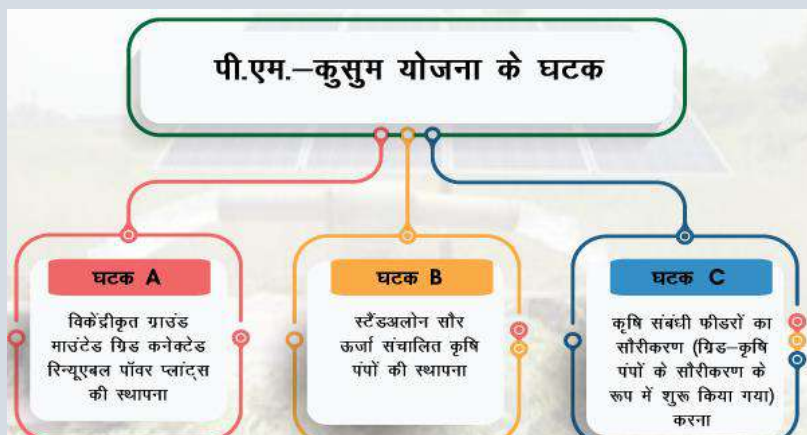 पी.एम.–कुसुम योजना के घटक
घटक A
विकेंद्रीकृत ग्राउंड
माउंटेड ग्रिड कनेक्टेड
रिन्यूएबल पॉवर प्लांट्स
की स्थापना
घटक B
स्टैंडअलोन सौर
ऊर्जा संचालित कृषि
पंपों की स्थापना
घटक C
कृषि संबंधी फीडरों का
सौरीकरण (ग्रिड–कृषि
पंपों के सौरीकरण के
रूप में शुरू किया गया)
करना